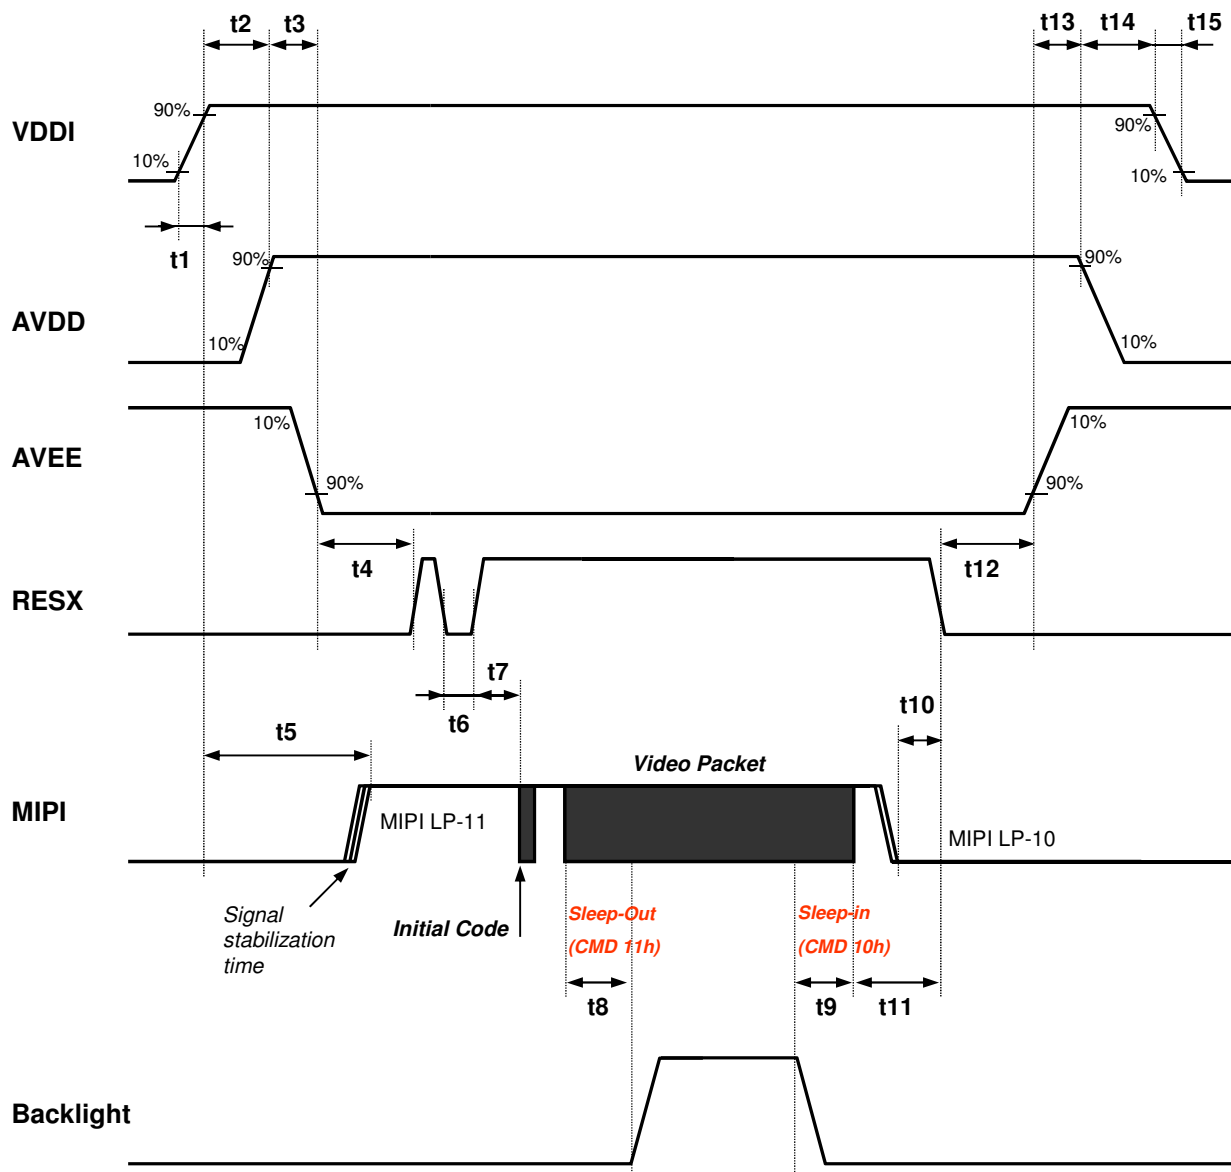 t2 t3 t13 t14 t15
VDDI 90% 10% 90% 10%
t1
AVDD 90% 10% 90% 10%
AVEE 10% 90% 10% 90%
RESX t4 t12
t7
t6
t5
t10
Video Packet
MIPI MIPI LP-11 MIPI LP-10
Signal
stabilization
time
Initial Code
Sleep-Out
(CMD 11h)
Sleep-in
(CMD 10h)
t8 t9 t11
Backlight